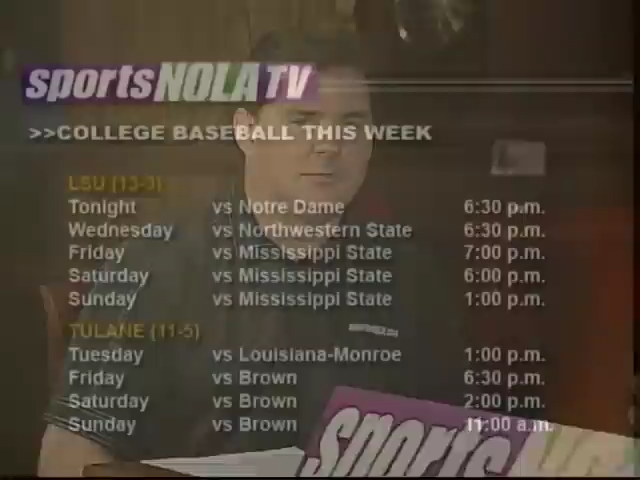 sportsNOLATV
>>COLLEGE BASEBALL THIS WEEK
LSU (13-3)
Tonight vs Notre Dame 6:30 p.m.
Wednesday vs Northwestern State 6:30 p.m.
Friday vs Mississippi State 7:00 p.m.
Saturday vs Mississippi State 6:00 p.m.
Sunday vs Mississippi State 1:00 p.m.
TULANE (11-5)
Tuesday vs Louisiana-Monroe 1:00 p.m.
Friday vs Brown 6:30 p.m.
Saturday vs Brown 2:00 p.m.
Sunday vs Brown 11:00 a.m.
sports